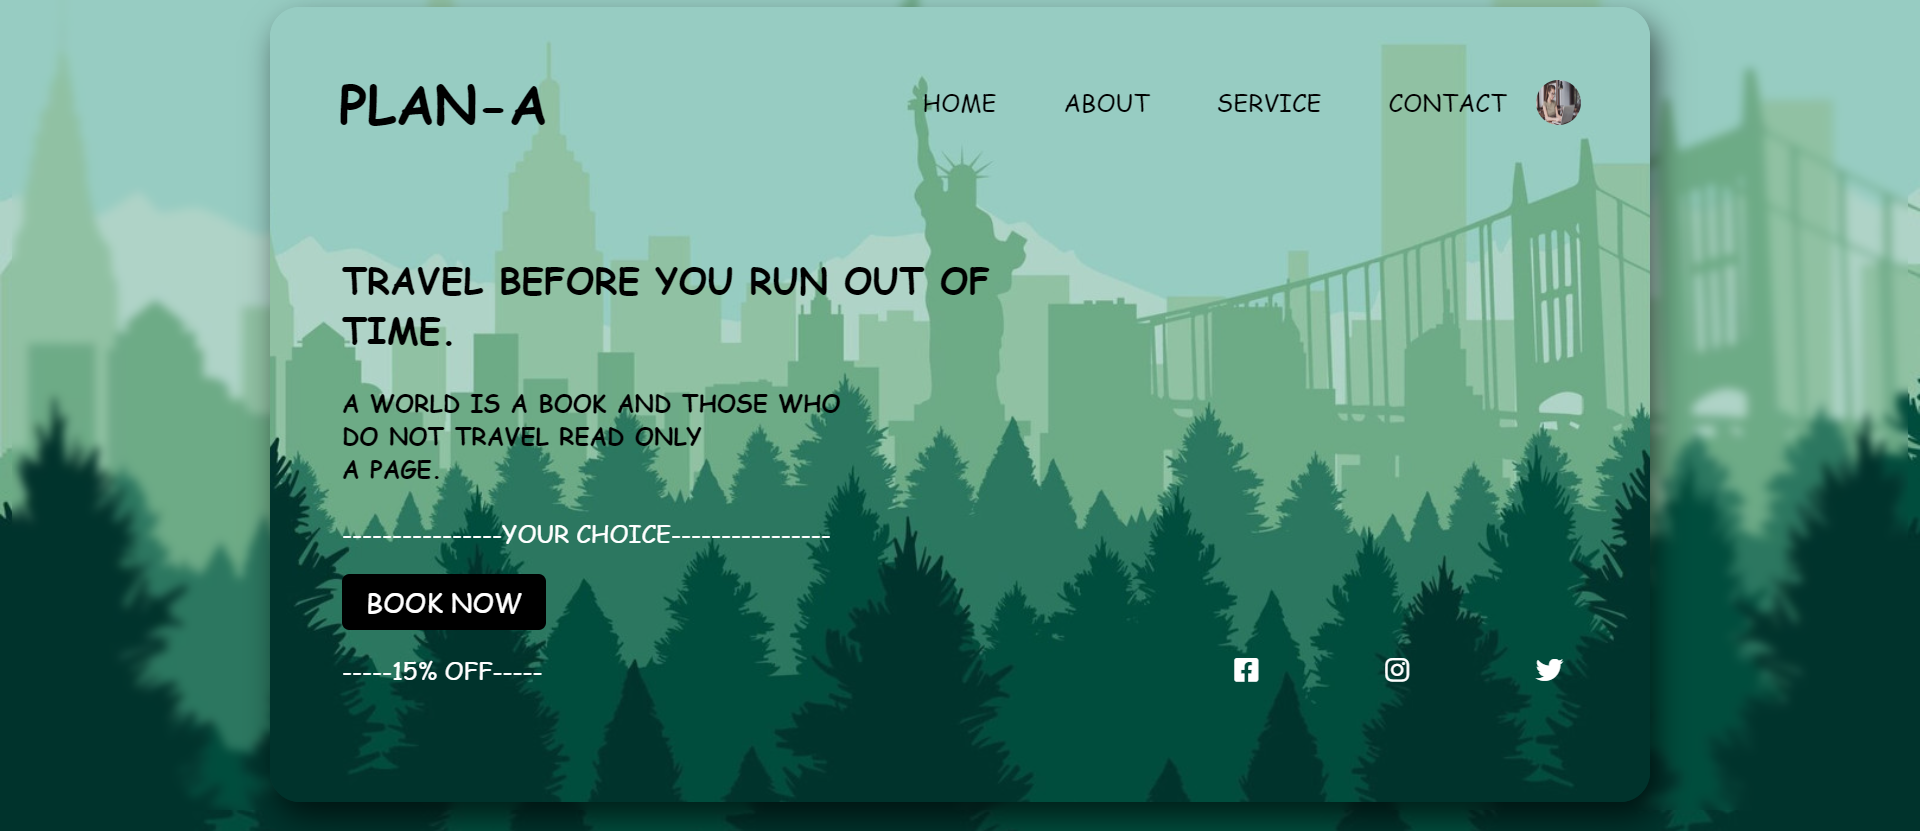 PLAN-A
HOME ABOUT SERVICE CONTACT
TRAVEL BEFORE YOU RUN OUT OF
TIME.
A WORLD IS A BOOK AND THOSE WHO
DO NOT TRAVEL READ ONLY
A PAGE.
----------------YOUR CHOICE----------------
BOOK NOW
-----15% OFF-----